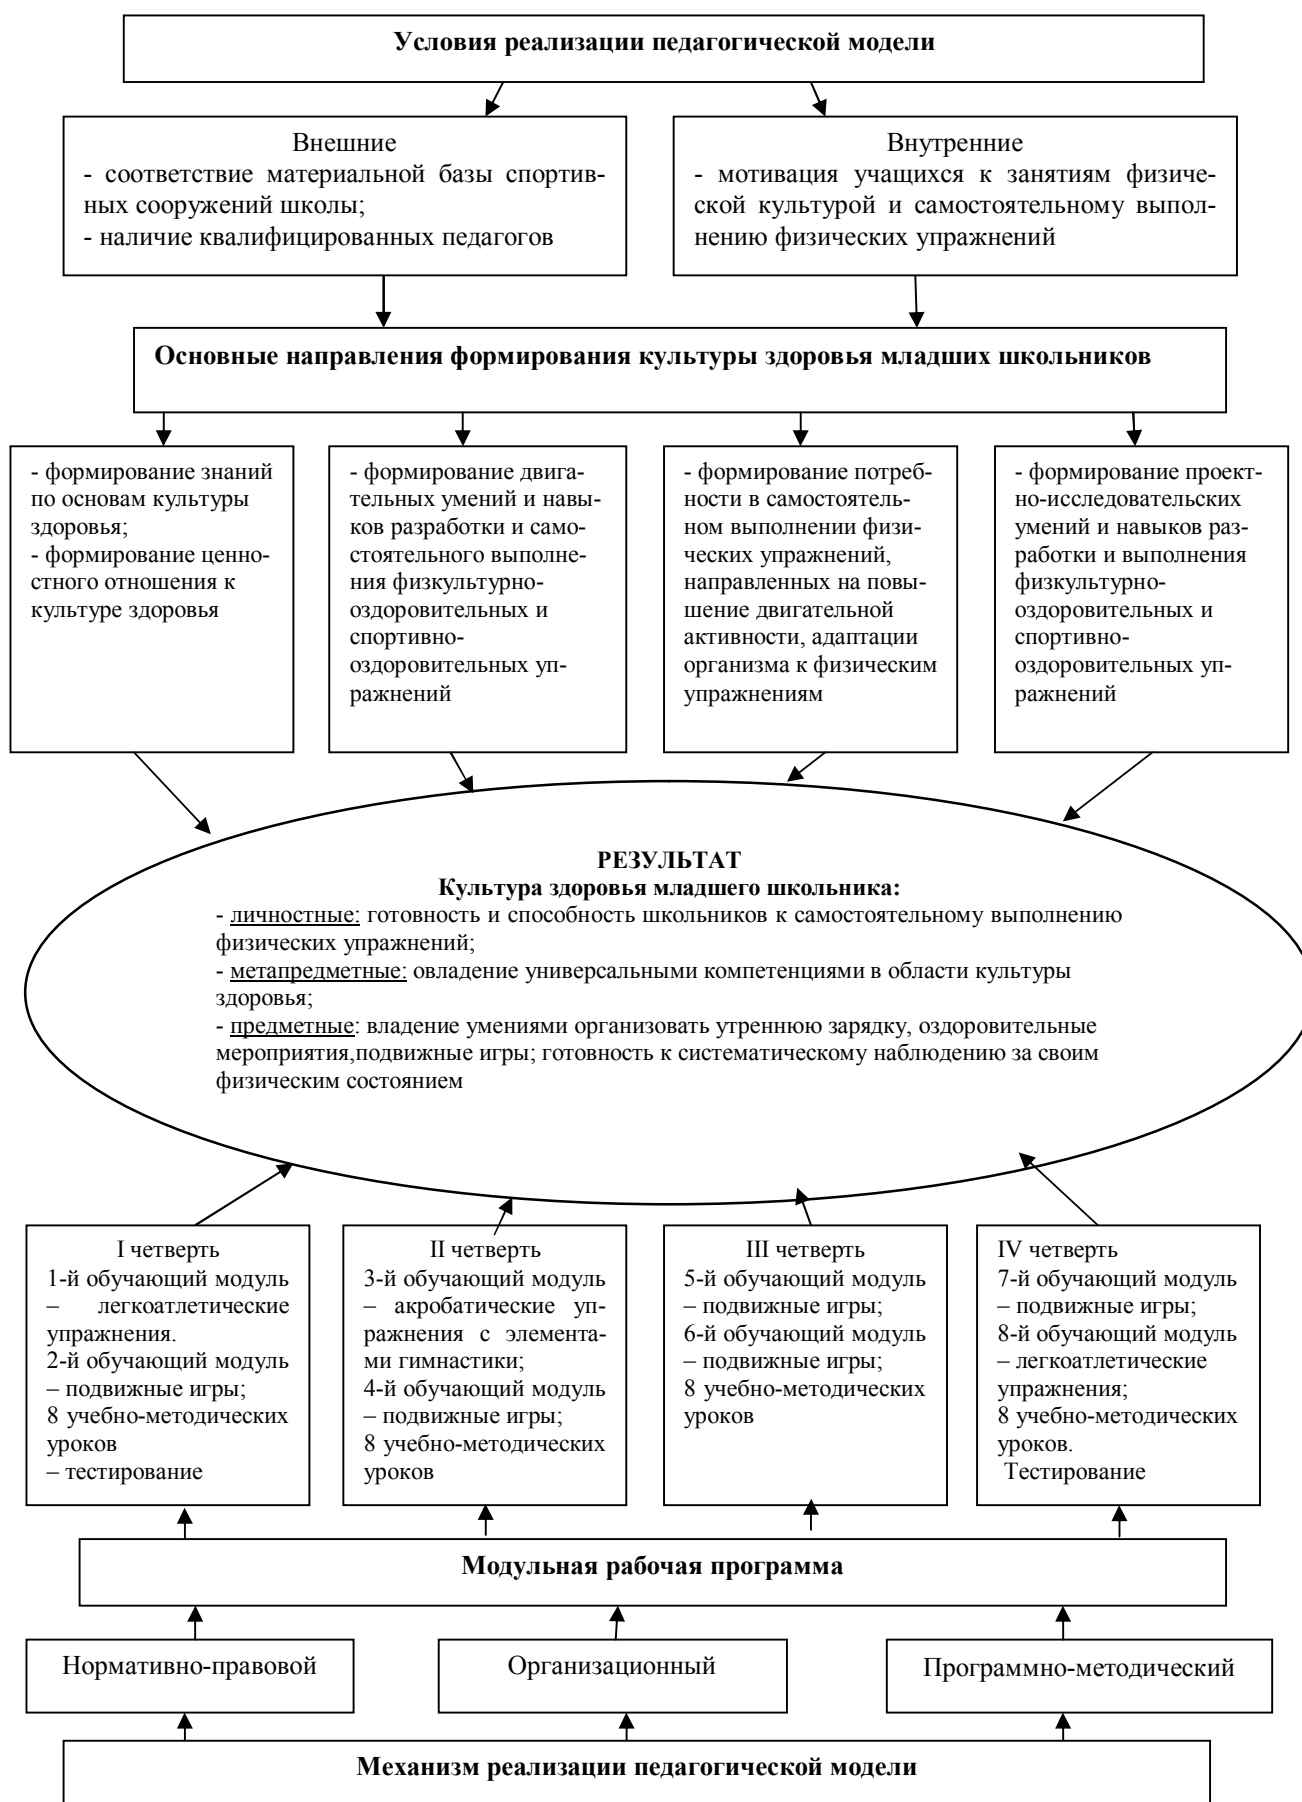 Условия реализации педагогической модели
Внешние
- соответствие материальной базы спортив-
ных сооружений школы;
- наличие квалифицированных педагогов
Внутренние
- мотивация учащихся к занятиям физиче-
ской культурой и самостоятельному выпол-
нению физических упражнений
Основные направления формирования культуры здоровья младших школьников
- формирование знаний
по основам культуры
здоровья;
- формирование ценно-
стного отношения к
культуре здоровья
- формирование двига-
тельных умений и навы-
ков разработки и само-
стоятельного выполне-
ния физкультурно-
оздоровительных и
спортивно-
оздоровительных уп-
ражнений
- формирование потреб-
ности в самостоятель-
ном выполнении физи-
ческих упражнений,
направленных на повы-
шение двигательной
активности, адаптации
организма к физическим
упражнениям
- формирование проект-
но-исследовательских
умений и навыков раз-
работки и выполнения
физкультурно-
оздоровительных и
спортивно-
оздоровительных уп-
ражнений
РЕЗУЛЬТАТ
Культура здоровья младшего школьника:
- личностные: готовность и способность школьников к самостоятельному выполнению
физических упражнений;
- метапредметные: овладение универсальными компетенциями в области культуры
здоровья;
- предметные: владение умениями организовать утреннюю зарядку, оздоровительные
мероприятия,подвижные игры; готовность к систематическому наблюдению за своим
физическим состоянием
I четверть
1-й обучающий модуль
– легкоатлетические
упражнения.
2-й обучающий модуль
– подвижные игры;
8 учебно-методических
уроков
– тестирование
II четверть
3-й обучающий модуль
– акробатические уп-
ражнения с элемента-
ми гимнастики;
4-й обучающий модуль
– подвижные игры;
8 учебно-методических
уроков
III четверть
5-й обучающий модуль
– подвижные игры;
6-й обучающий модуль
– подвижные игры;
8 учебно-методических
уроков
IV четверть
7-й обучающий модуль
– подвижные игры;
8-й обучающий модуль
– легкоатлетические
упражнения;
8 учебно-методических
уроков.
Тестирование
Модульная рабочая программа
Нормативно-правовой
Организационный
Программно-методический
Механизм реализации педагогической модели